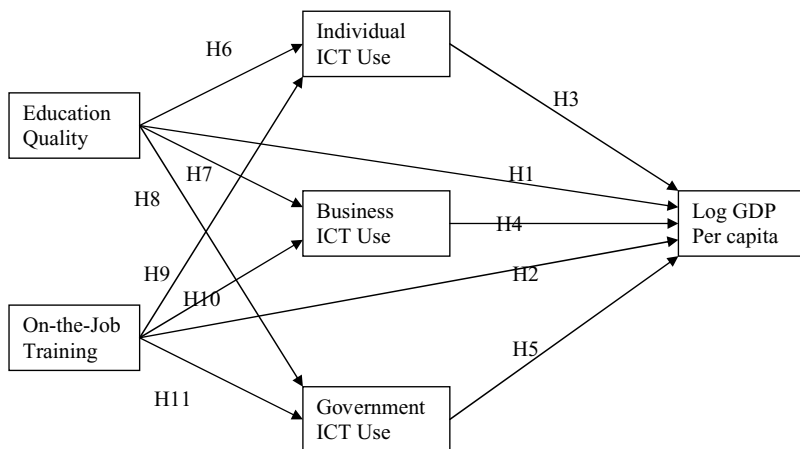 Individual
ICT Use
H6
H3
Education
Quality
H1
H7
H8
Business
ICT Use
H4
Log GDP
Per capita
H9
H2
H10
On-the-Job
Training
H5
H11
Government
ICT Use